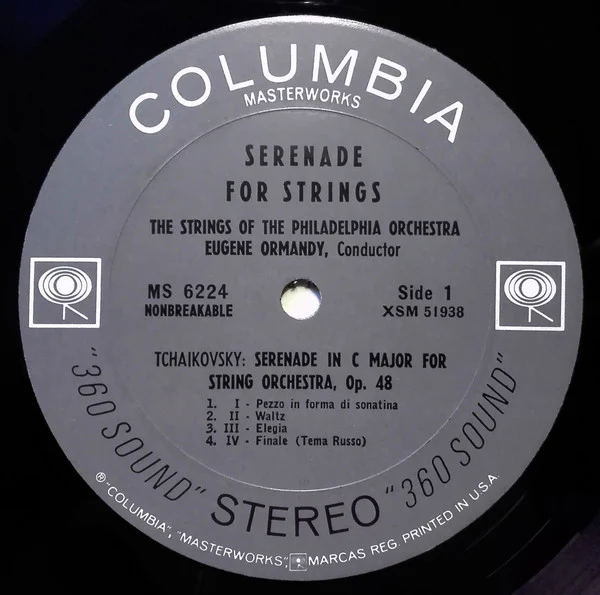 COLUMBIA
MASTERWORKS
SERENADE
FOR STRINGS
THE STRINGS OF THE PHILADELPHIA ORCHESTRA
EUGENE ORMANDY, Conductor
MS 6224
NONBREAKABLE
Side 1
XSM 51938
TCHAIKOVSKY: SERENADE IN C MAJOR FOR
STRING ORCHESTRA, Op. 48
1. I - Pezzo in forma di sonatina
2. II - Waltz
3. III - Elegia
4. IV - Finale (Tema Russo)
"360 SOUND" STEREO "360 SOUND"
® "COLUMBIA", "MASTERWORKS", MARCAS REG. PRINTED IN U.S.A.